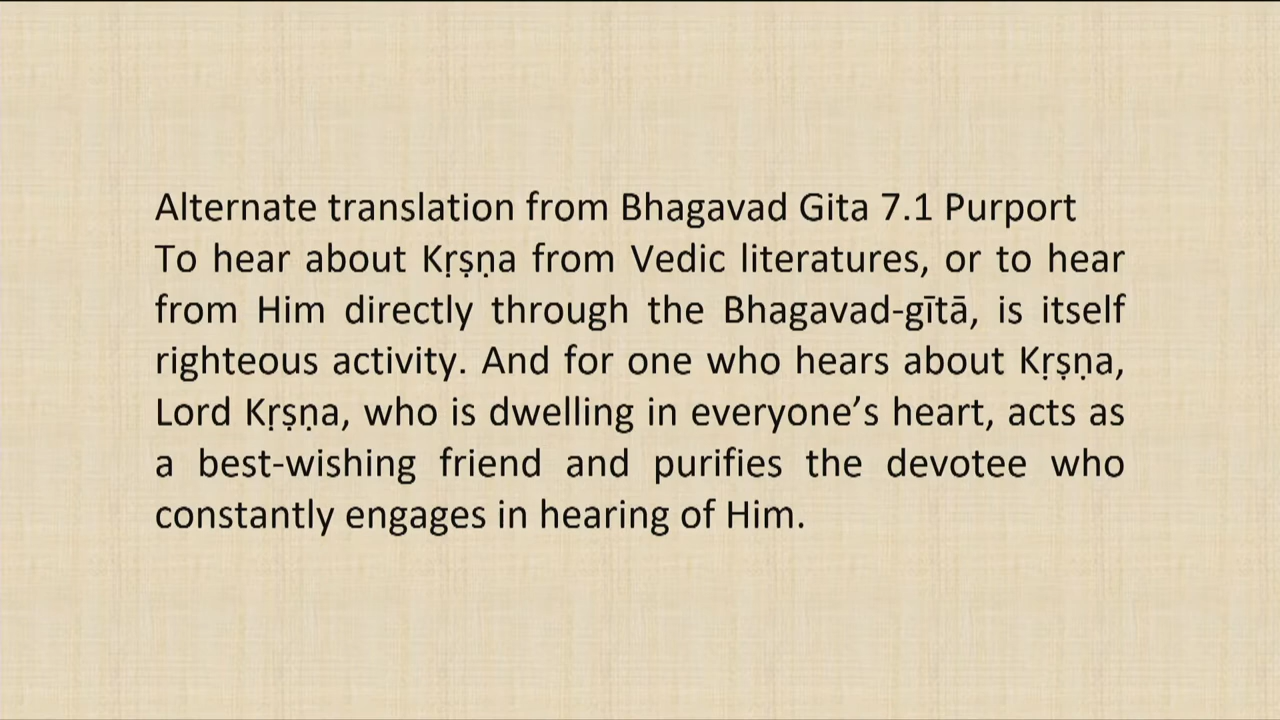 Alternate translation from Bhagavad Gita 7.1 Purport
To hear about Kṛṣṇa from Vedic literatures, or to hear
from Him directly through the Bhagavad-gītā, is itself
righteous activity. And for one who hears about Kṛṣṇa,
Lord Kṛṣṇa, who is dwelling in everyone’s heart, acts as
a best-wishing friend and purifies the devotee who
constantly engages in hearing of Him.